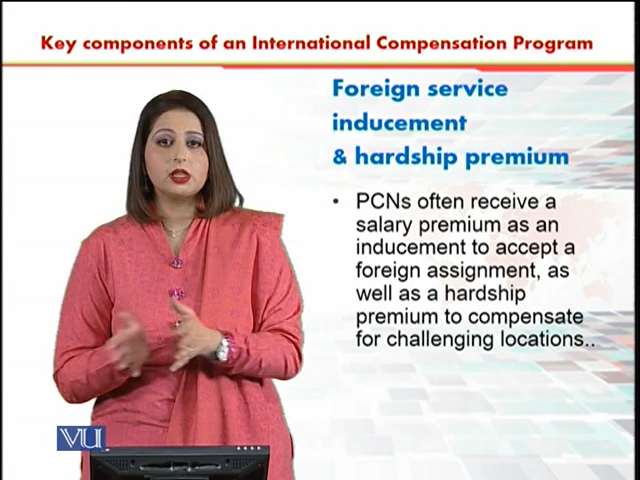 Key components of an International Compensation Program
Foreign service
inducement
& hardship premium
• PCNs often receive a
salary premium as an
inducement to accept a
foreign assignment, as
well as a hardship
premium to compensate
for challenging locations..
VU